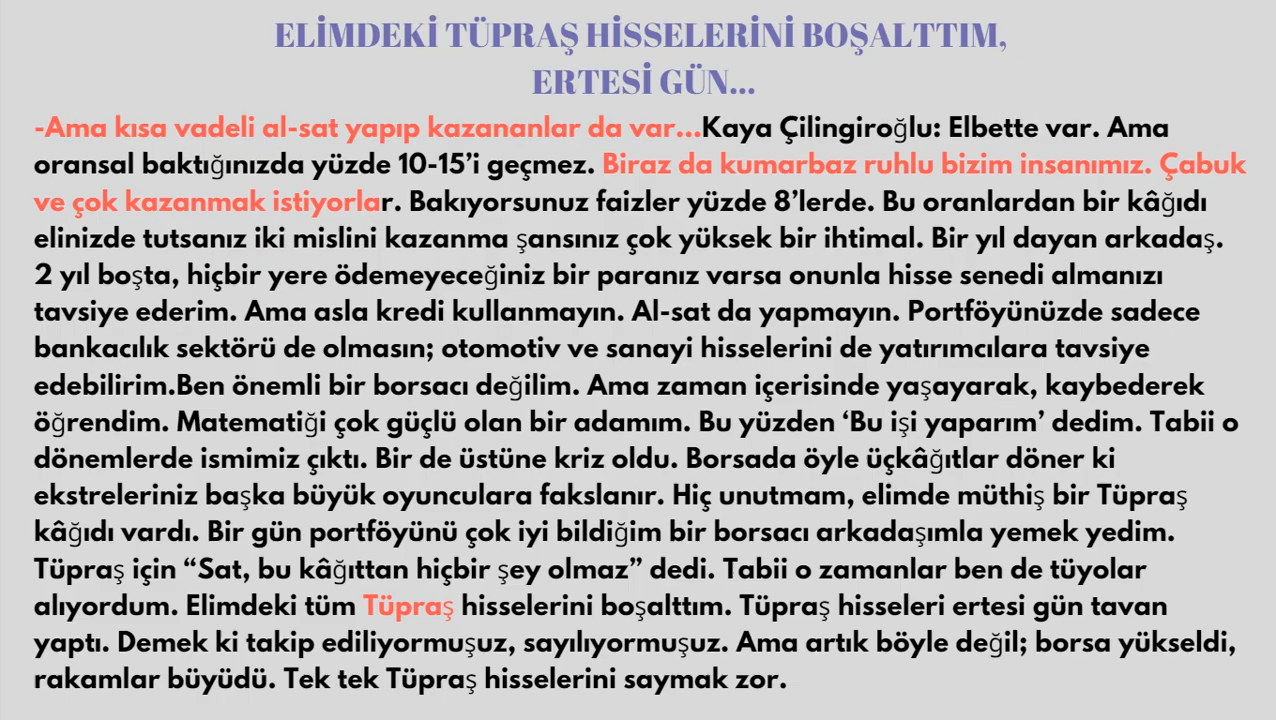 ELİMDEKİ TÜPRAŞ HİSSELERİNİ BOŞALTTIM,
ERTESİ GÜN...
-Ama kısa vadeli al-sat yapıp kazananlar da var...Kaya Çilingiroğlu: Elbette var. Ama
oransal baktığınızda yüzde 10-15’i geçmez. Biraz da kumarbaz ruhlu bizim insanımız. Çabuk
ve çok kazanmak istiyorlar. Bakıyorsunuz faizler yüzde 8’lerde. Bu oranlardan bir kâğıdı
elinizde tutsanız iki mislini kazanma şansınız çok yüksek bir ihtimal. Bir yıl dayan arkadaş.
2 yıl boşta, hiçbir yere ödemeyeceğiniz bir paranız varsa onunla hisse senedi almanızı
tavsiye ederim. Ama asla kredi kullanmayın. Al-sat da yapmayın. Portföyünüzde sadece
bankacılık sektörü de olmasın; otomotiv ve sanayi hisselerini de yatırımcılara tavsiye
edebilirim.Ben önemli bir borsacı değilim. Ama zaman içerisinde yaşayarak, kaybederek
öğrendim. Matematiği çok güçlü olan bir adamım. Bu yüzden ‘Bu işi yaparım’ dedim. Tabii o
dönemlerde ismimiz çıktı. Bir de üstüne kriz oldu. Borsada öyle üçkâğıtlar döner ki
ekstreleriniz başka büyük oyunculara fakslanır. Hiç unutmam, elimde müthiş bir Tüpraş
kâğıdı vardı. Bir gün portföyünü çok iyi bildiğim bir borsacı arkadaşımla yemek yedim.
Tüpraş için “Sat, bu kâğıttan hiçbir şey olmaz” dedi. Tabii o zamanlar ben de tüyolar
alıyordum. Elimdeki tüm Tüpraş hisselerini boşalttım. Tüpraş hisseleri ertesi gün tavan
yaptı. Demek ki takip ediliyormuşuz, sayılıyormuşuz. Ama artık böyle değil; borsa yükseldi,
rakamlar büyüdü. Tek tek Tüpraş hisselerini saymak zor.